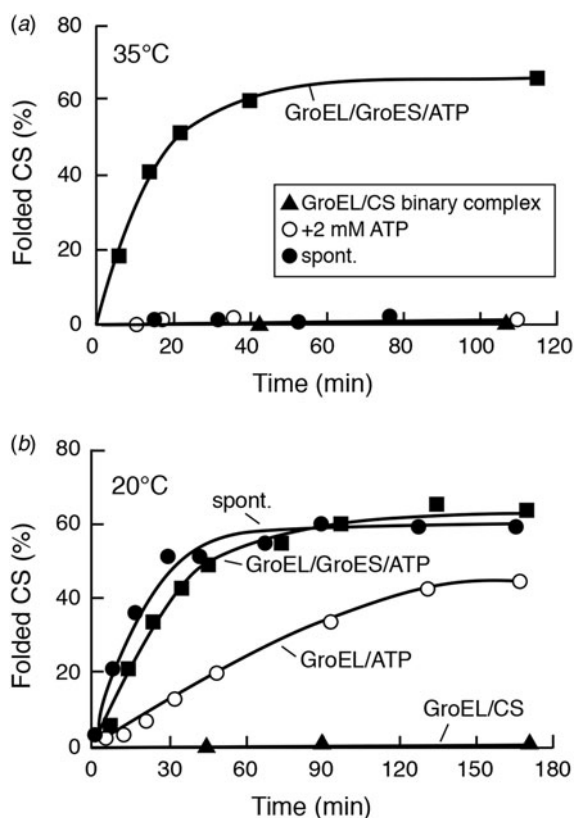 (a)
35°C
Folded CS (%)
80
60
40
20
0
GroEL/GroES/ATP
GroEL/CS binary complex
+2 mM ATP
spont.
0 20 40 60 80 100 120
Time (min)
(b)
20°C
Folded CS (%)
80
60
40
20
0
spont.
GroEL/GroES/ATP
GroEL/ATP
GroEL/CS
0 30 60 90 120 150 180
Time (min)